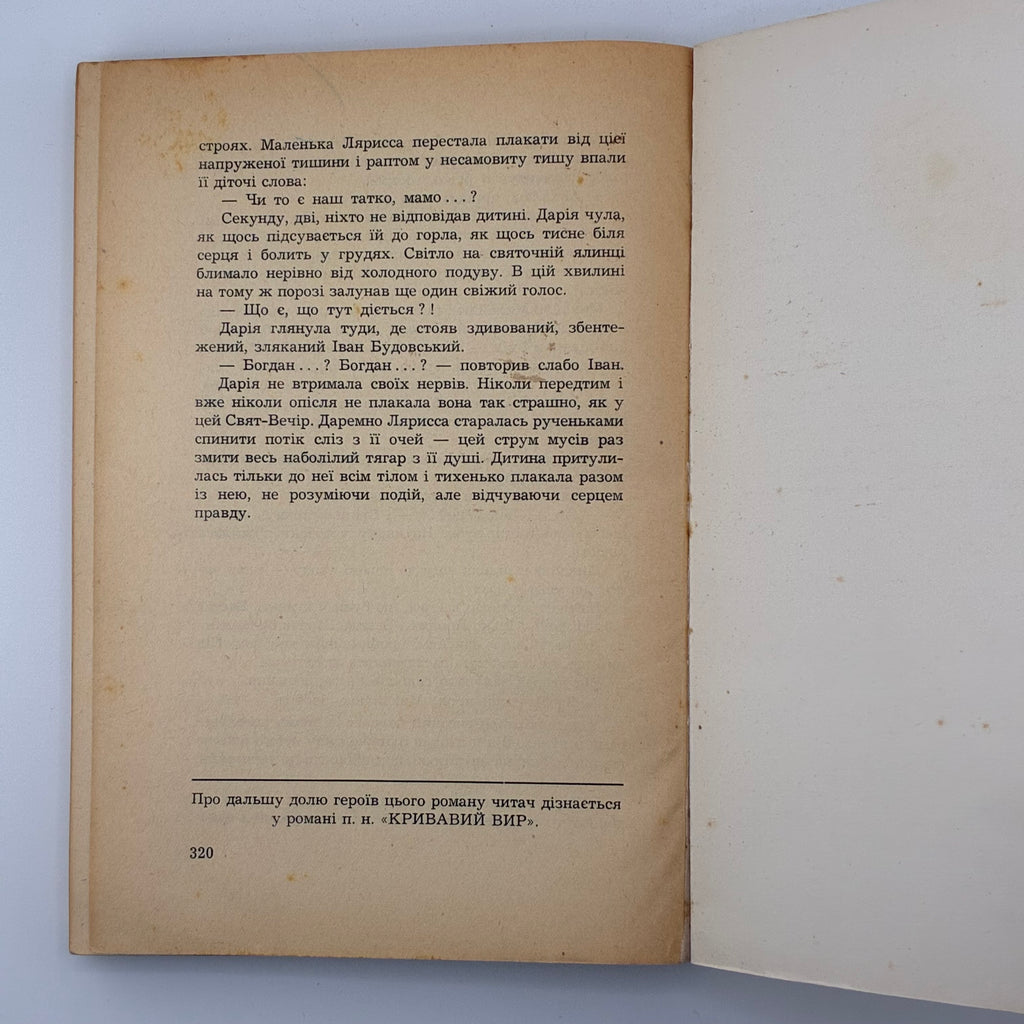 строях. Маленька Лярисса перестала плакати від цієї
напруженої тишини і раптом у несамовиту тишу впали
її діточі слова:
— Чи то є наш татко, мамо...?
Секунду, дві, ніхто не відповідав дитині. Дарія чула,
як щось підсувається їй до горла, як щось тисне біля
серця і болить у грудях. Світло на святочній ялинці
блимало нерівно від холодного подуву. В цій хвилині
на тому ж порозі залунав ще один свіжий голос.
— Що є, що тут діється?!
Дарія глянула туди, де стояв здивований, збенте-
жений, зляканий Іван Будовський.
— Богдан...? Богдан...? — повторив слабо Іван.
Дарія не втримала своїх нервів. Ніколи передтим і
вже ніколи опісля не плакала вона так страшно, як у
цей Свят-Вечір. Даремно Лярисса старалась рученьками
спинити потік сліз з її очей — цей струм мусів раз
змити весь наболілий тягар з її душі. Дитина притули-
лась тільки до неї всім тілом і тихенько плакала разом
із нею, не розуміючи подій, але відчуваючи серцем
правду.
Про дальшу долю героїв цього роману читач дізнається
у романі п. н. «КРИВАВИЙ ВИР».
320